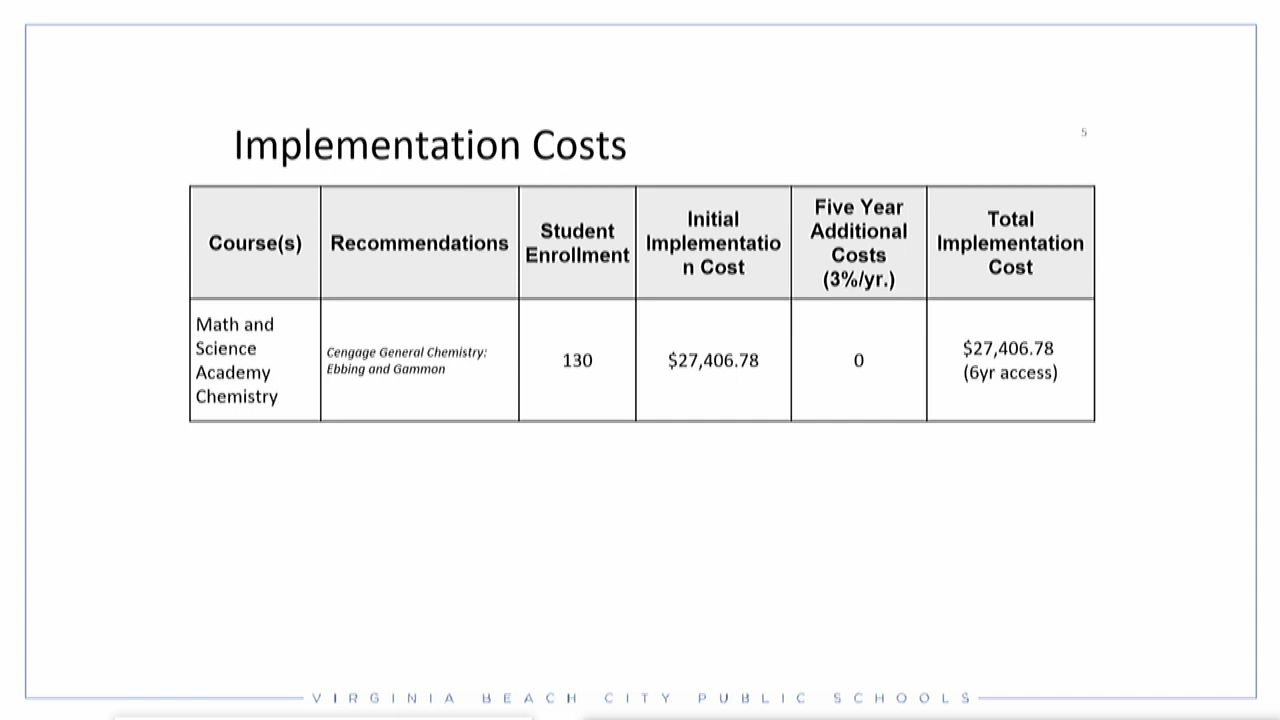 Implementation Costs
5
Course(s)
Recommendations
Student
Enrollment
Initial
Implementatio
n Cost
Five Year
Additional
Costs
(3%/yr.)
Total
Implementation
Cost
Math and
Science
Academy
Chemistry
Cengage General Chemistry:
Ebbing and Gammon
130
$27,406.78
0
$27,406.78
(6yr access)
VIRGINIA BEACH CITY PUBLIC SCHOOLS